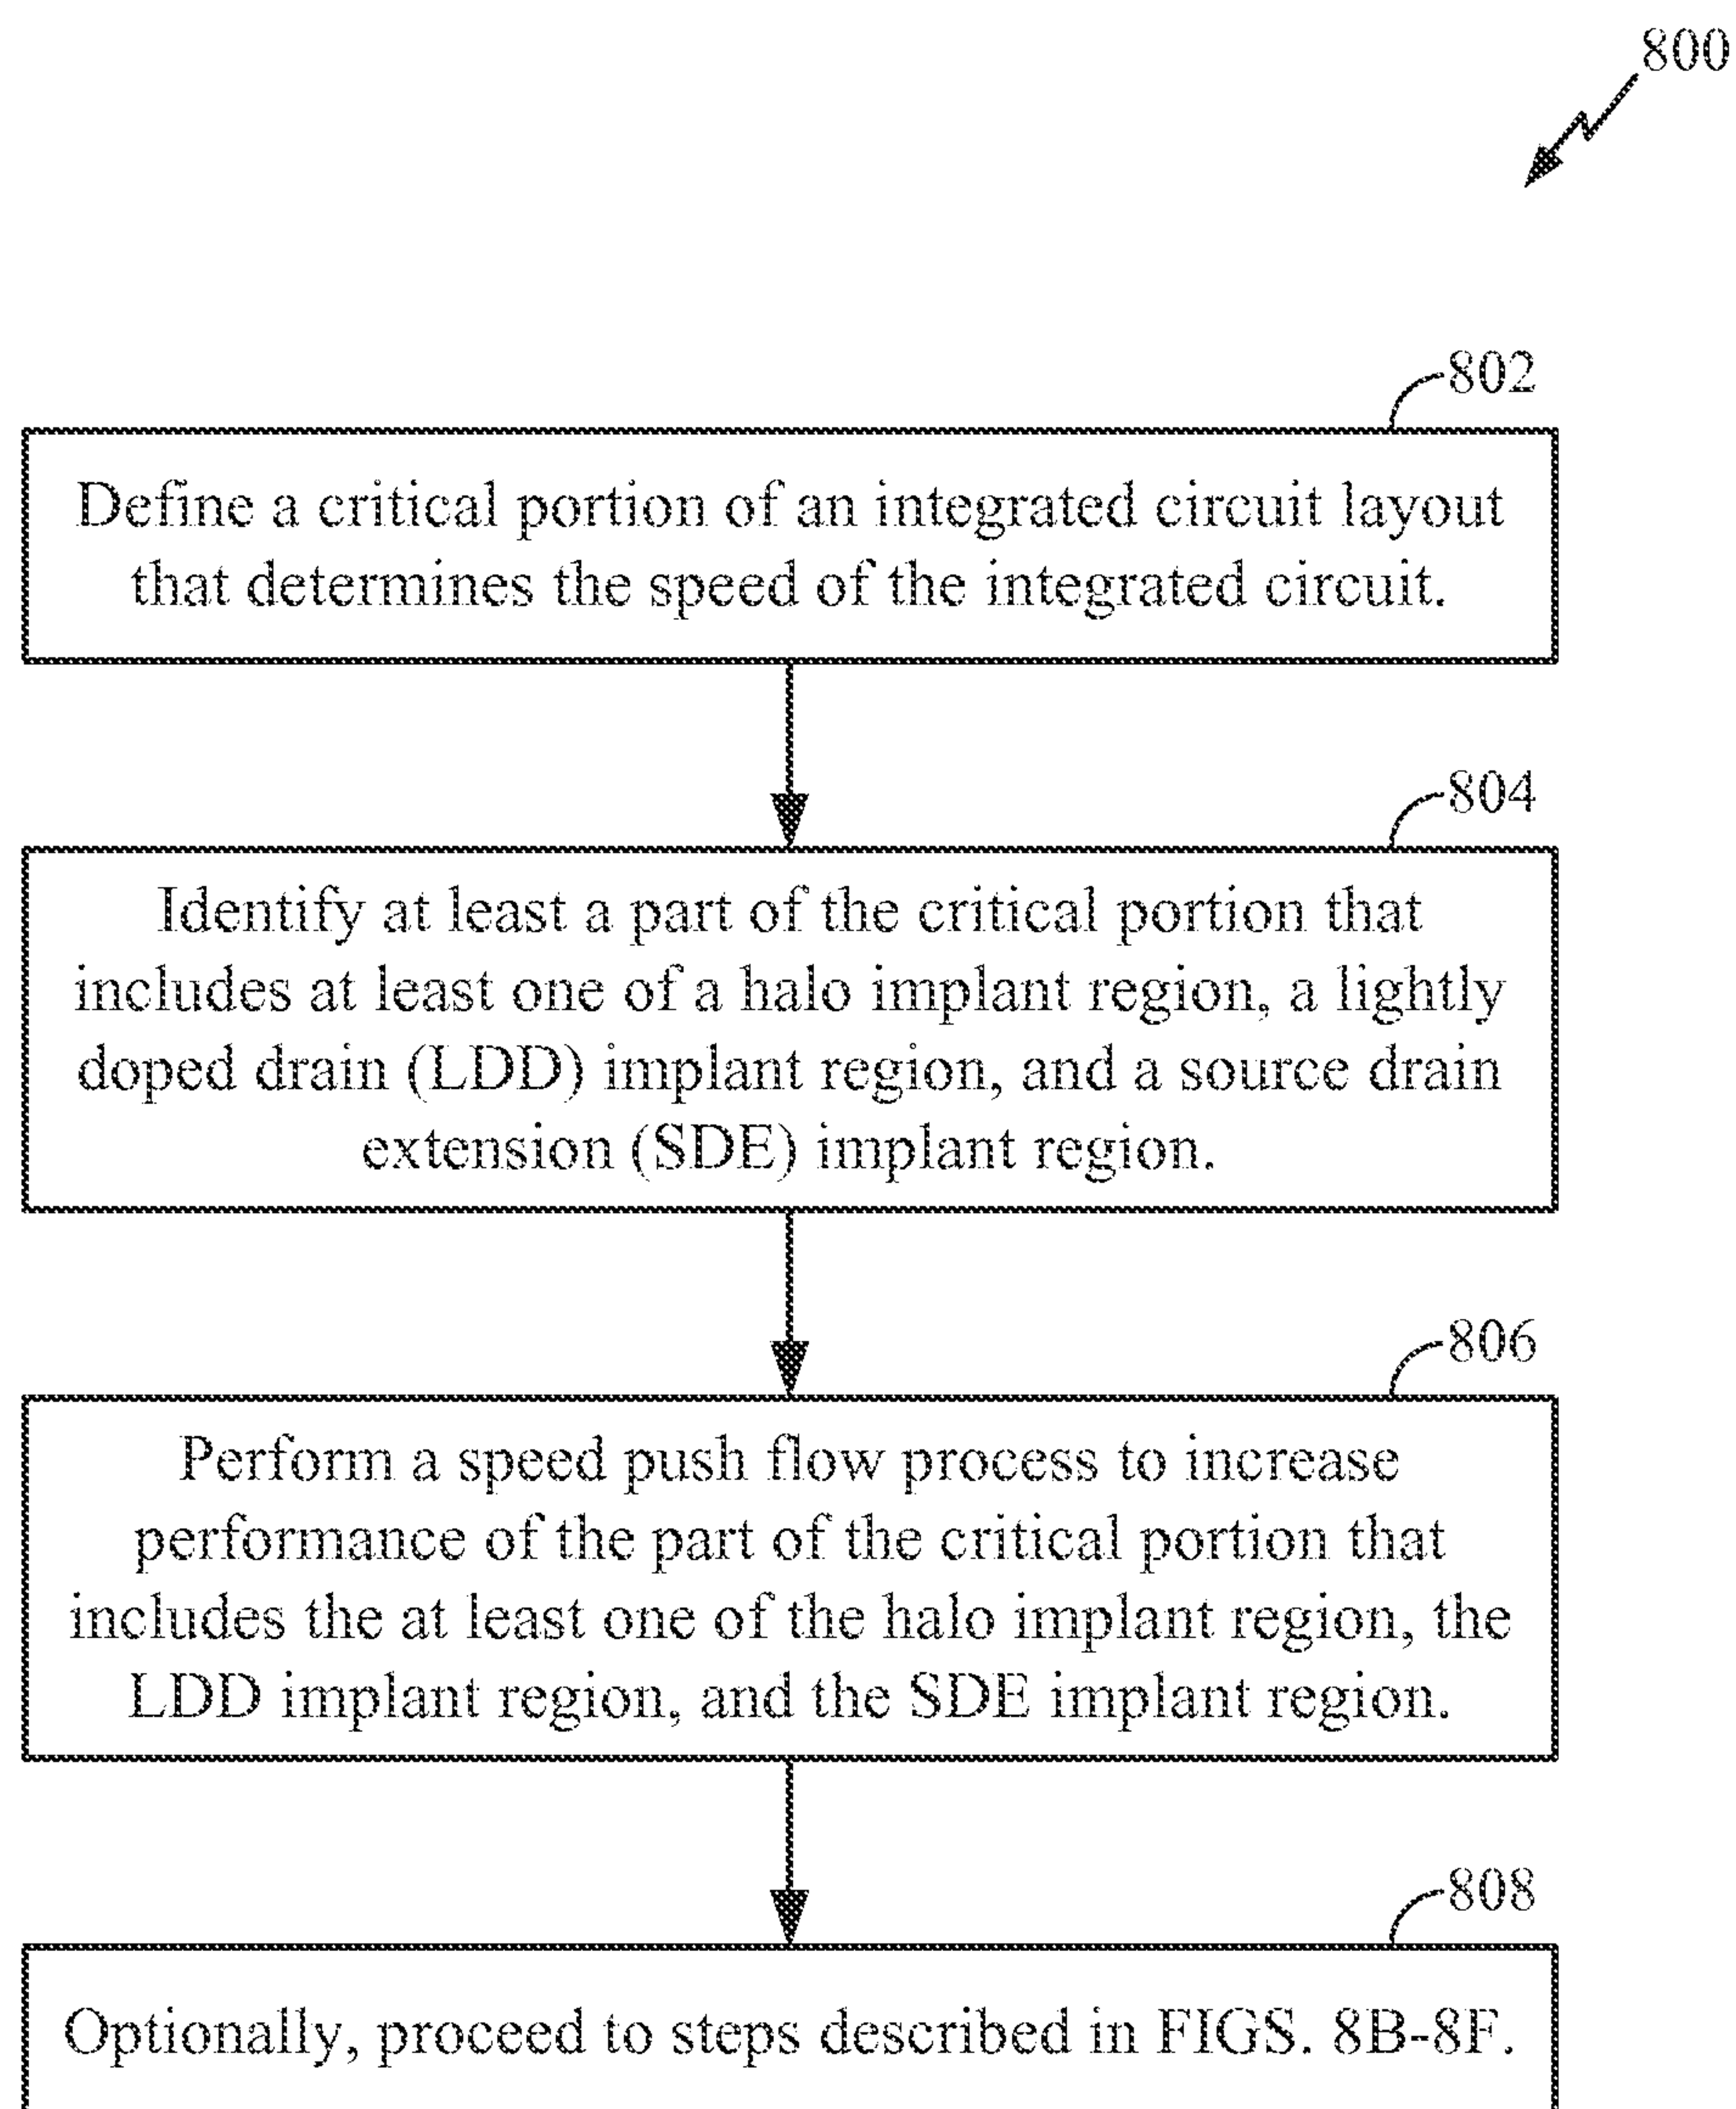 800
802
Define a critical portion of an integrated circuit layout
that determines the speed of the integrated circuit.
804
Identify at least a part of the critical portion that
includes at least one of a halo implant region, a lightly
doped drain (LDD) implant region, and a source drain
extension (SDE) implant region.
806
Perform a speed push flow process to increase
performance of the part of the critical portion that
includes the at least one of the halo implant region, the
LDD implant region, and the SDE implant region.
808
Optionally, proceed to steps described in FIGS. 8B-8F.